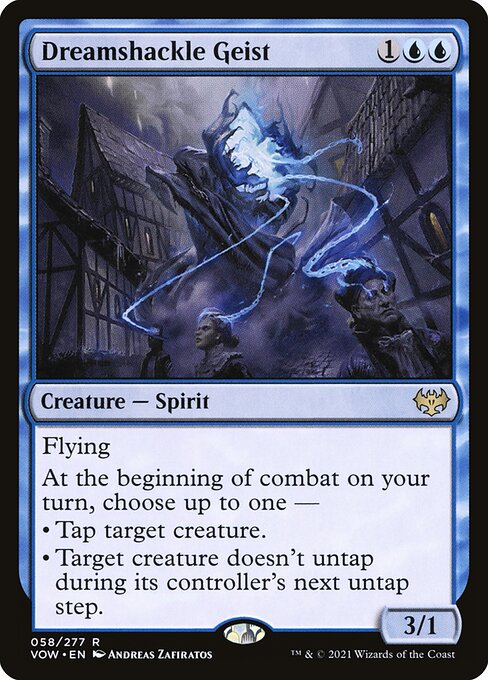 Dreamshackle Geist 1
Creature — Spirit
Flying
At the beginning of combat on your
turn, choose up to one —
• Tap target creature.
• Target creature doesn't untap
during its controller's next untap
step.
3/1
058/277 R
VOW • EN Andreas Zafiratos
™ & © 2021 Wizards of the Coast